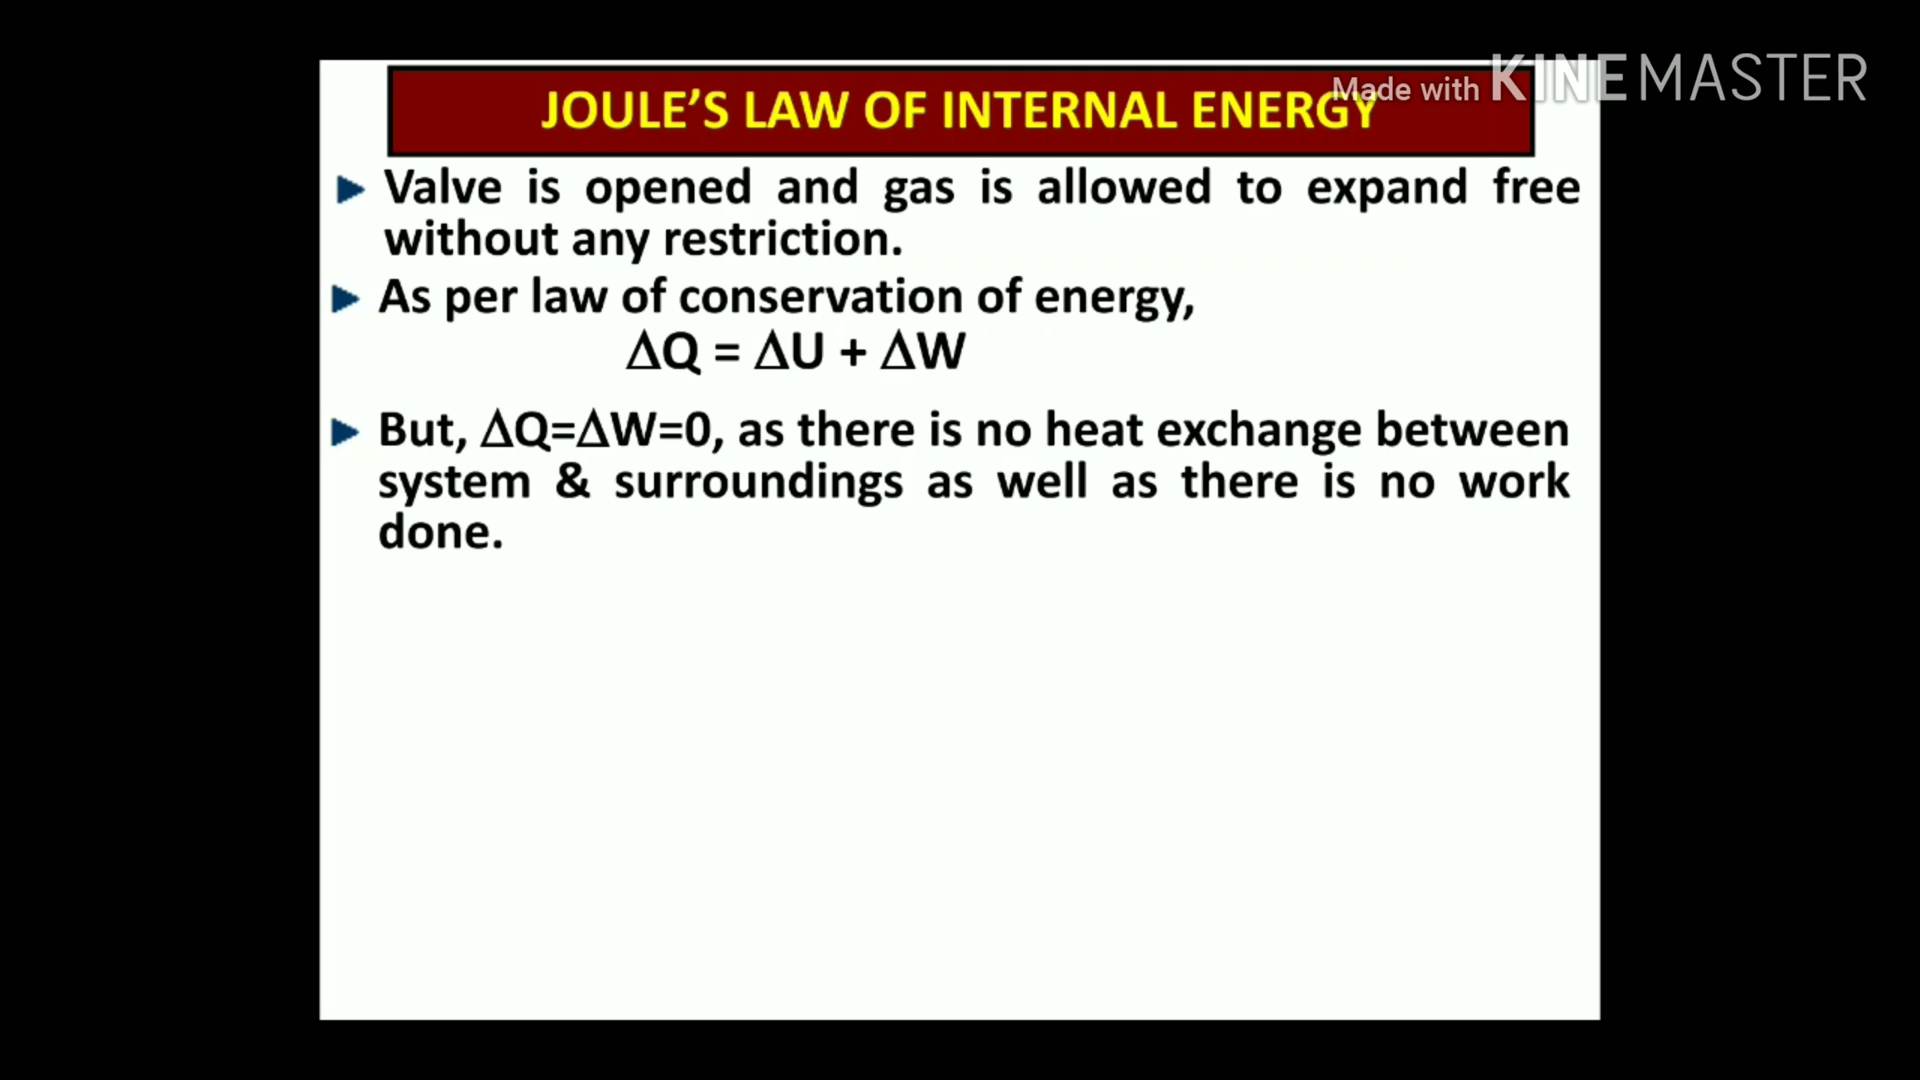 Made with KINEMASTER
JOULE’S LAW OF INTERNAL ENERGY
Valve is opened and gas is allowed to expand free
without any restriction.
As per law of conservation of energy,
ΔQ = ΔU + ΔW
But, ΔQ=ΔW=0, as there is no heat exchange between
system & surroundings as well as there is no work
done.